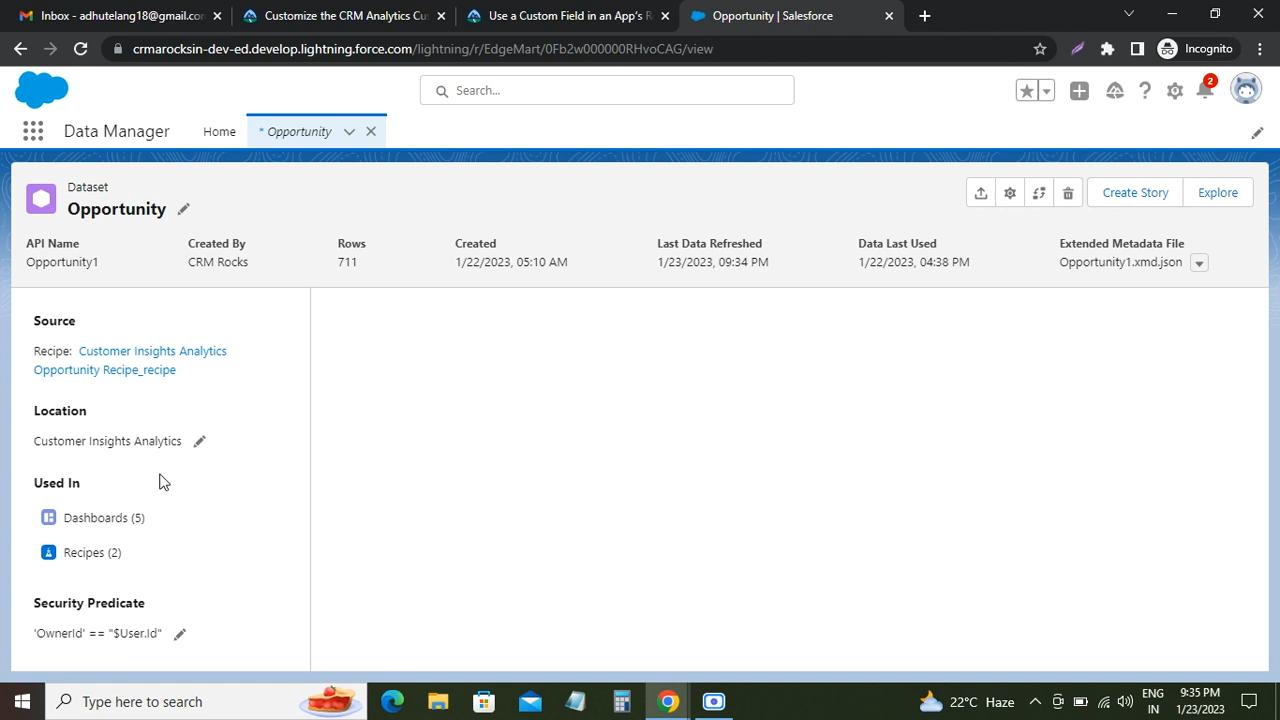 Inbox - adhutelang18@gmail.com
Customize the CRM Analytics Cus
Use a Custom Field in an App's Re
Opportunity | Salesforce
crmarocksin-dev-ed.develop.lightning.force.com/lightning/r/EdgeMart/0Fb2w000000RHvoCAG/view
Incognito
Search...
2
Data Manager
Home
* Opportunity
Dataset
Opportunity
Create Story
Explore
API Name
Created By
Rows
Created
Last Data Refreshed
Data Last Used
Extended Metadata File
Opportunity1
CRM Rocks
711
1/22/2023, 05:10 AM
1/23/2023, 09:34 PM
1/22/2023, 04:38 PM
Opportunity1.xmd.json
Source
Recipe: Customer Insights Analytics
Opportunity Recipe_recipe
Location
Customer Insights Analytics
Used In
Dashboards (5)
Recipes (2)
Security Predicate
'OwnerId' == "$User.Id"
Type here to search
22°C Haze
ENG
IN
9:35 PM
1/23/2023